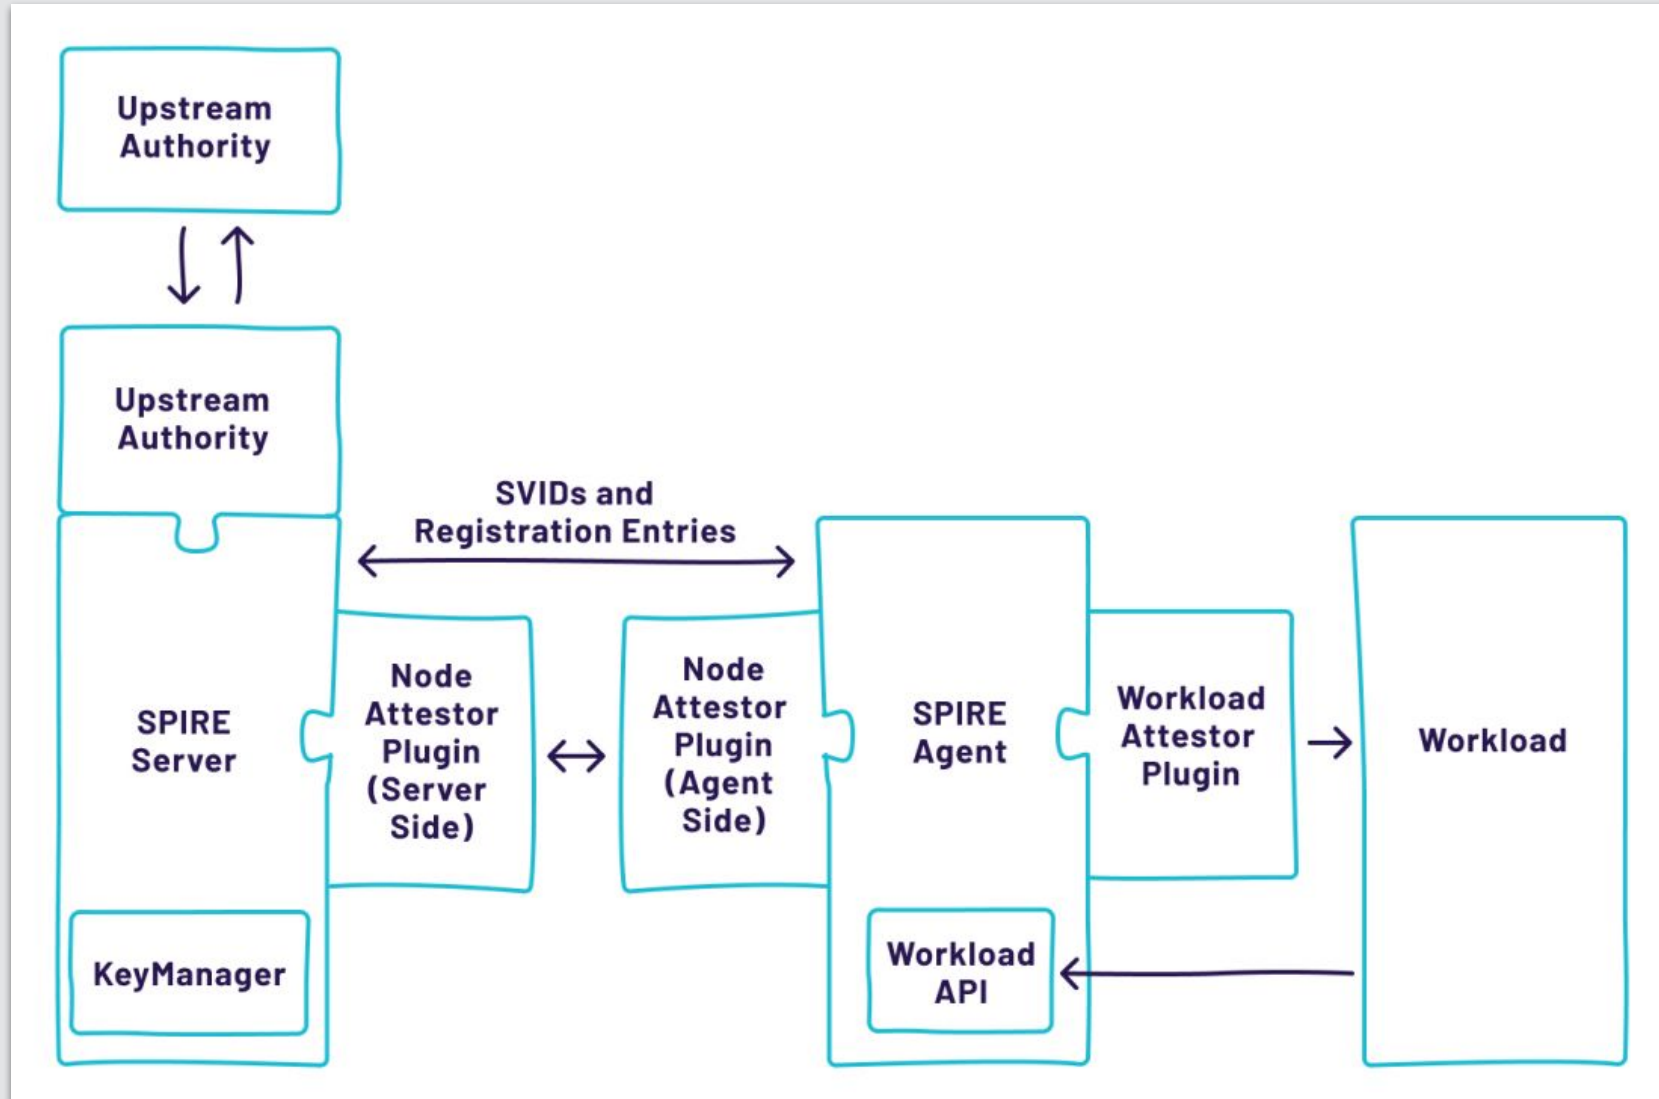 Upstream
Authority
Upstream
Authority
SVIDs and
Registration Entries
SPIRE
Server
Node
Attestor
Plugin
(Server
Side)
Node
Attestor
Plugin
(Agent
Side)
SPIRE
Agent
Workload
Attestor
Plugin
Workload
KeyManager
Workload
API